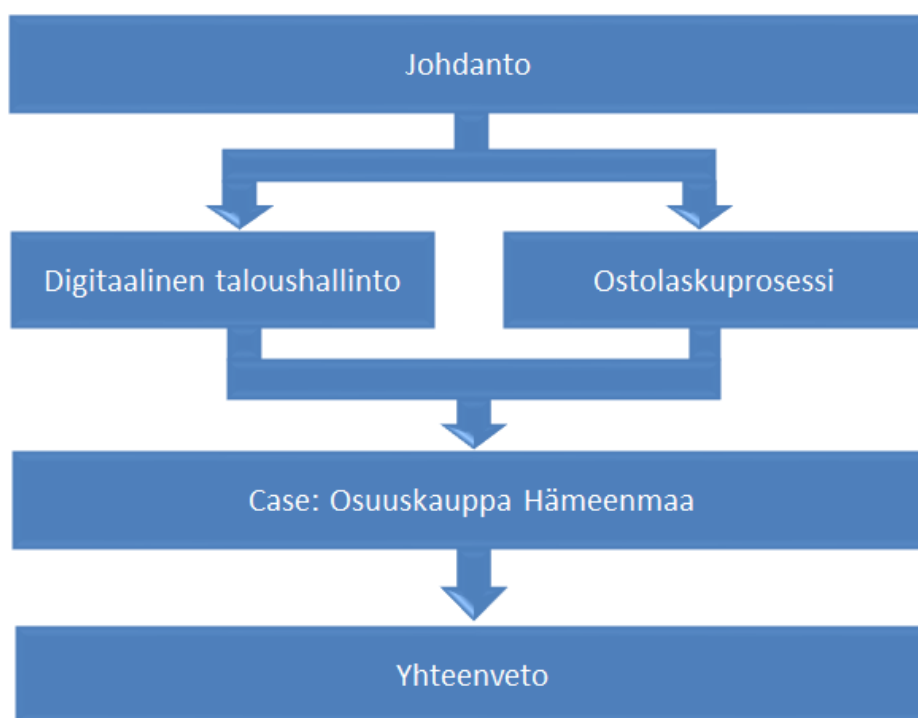 Johdanto
Digitaalinen taloushallinto
Ostolaskuprosessi
Case: Osuuskauppa Hämeenmaa
Yhteenveto